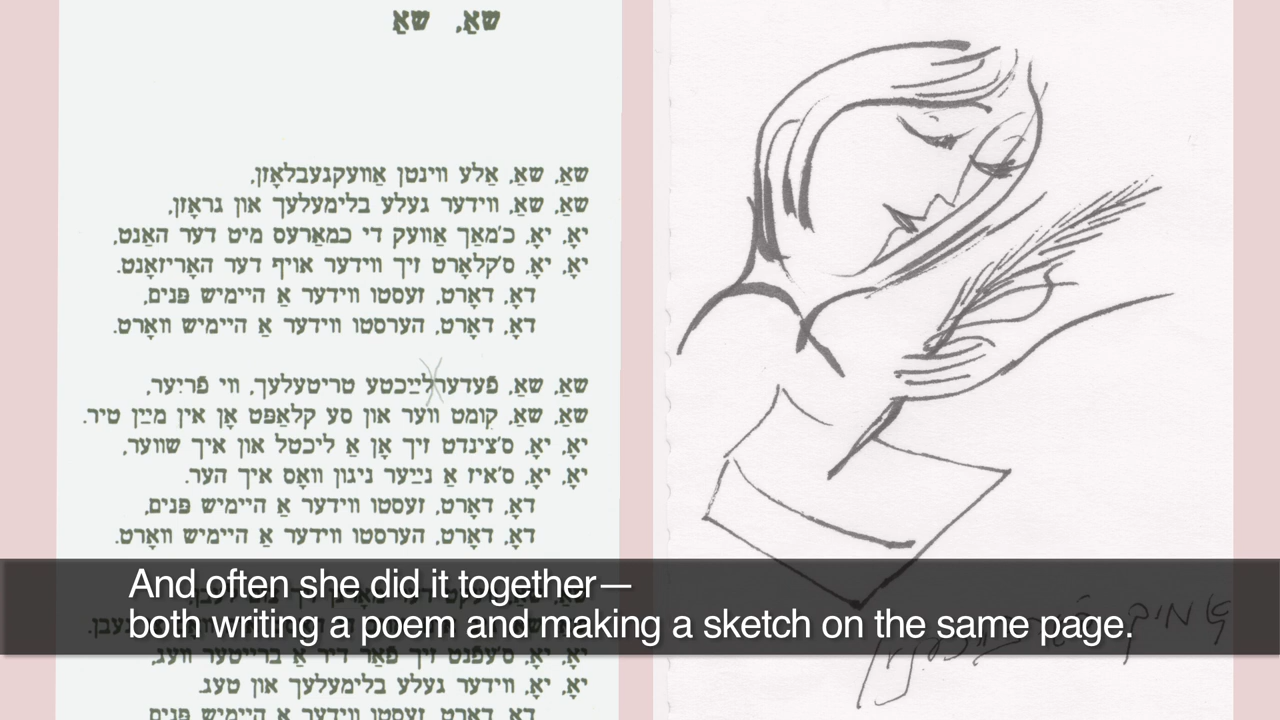 שאַ, שאַ
שאַ, שאַ, אַלע ווינטן אַוועקגעבלאָזן,
שאַ, שאַ, ווידער געלע בלימעלעך און גראָזן,
יאָ, יאָ, כ'מאַך אַוועק די כמאַרעס מיט דער האַנט,
יאָ, יאָ, ס'קלאָרט זיך ווידער אויף דער האָריזאָנט.
דאָ, דאָרט, זעסטו ווידער אַ היימיש פּנים,
דאָ, דאָרט, הערסטו ווידער אַ היימיש וואָרט.
שאַ, שאַ, פֿעדערלײַכטע טריטעלעך, ווי פֿריִער,
שאַ, שאַ, קומט ווער און סע קלאַפּט אָן אין מײַן טיר.
יאָ, יאָ, ס'צינדט זיך אָן אַ ליכטל און איך שווער,
יאָ, יאָ, ס'איז אַ נײַער ניגון וואָס איך הער.
דאָ, דאָרט, זעסטו ווידער אַ היימיש פּנים,
דאָ, דאָרט, הערסטו ווידער אַ היימיש וואָרט.
And often she did it together—
both writing a poem and making a sketch on the same page.
יאָ, יאָ, ס'עפֿנט זיך פֿאַר דיר אַ ברייטער וועג,
יאָ, יאָ, ווידער געלע בלימעלעך און טעג.
דאָ, דאָרט, זעסטו ווידער אַ היימיש פּנים,